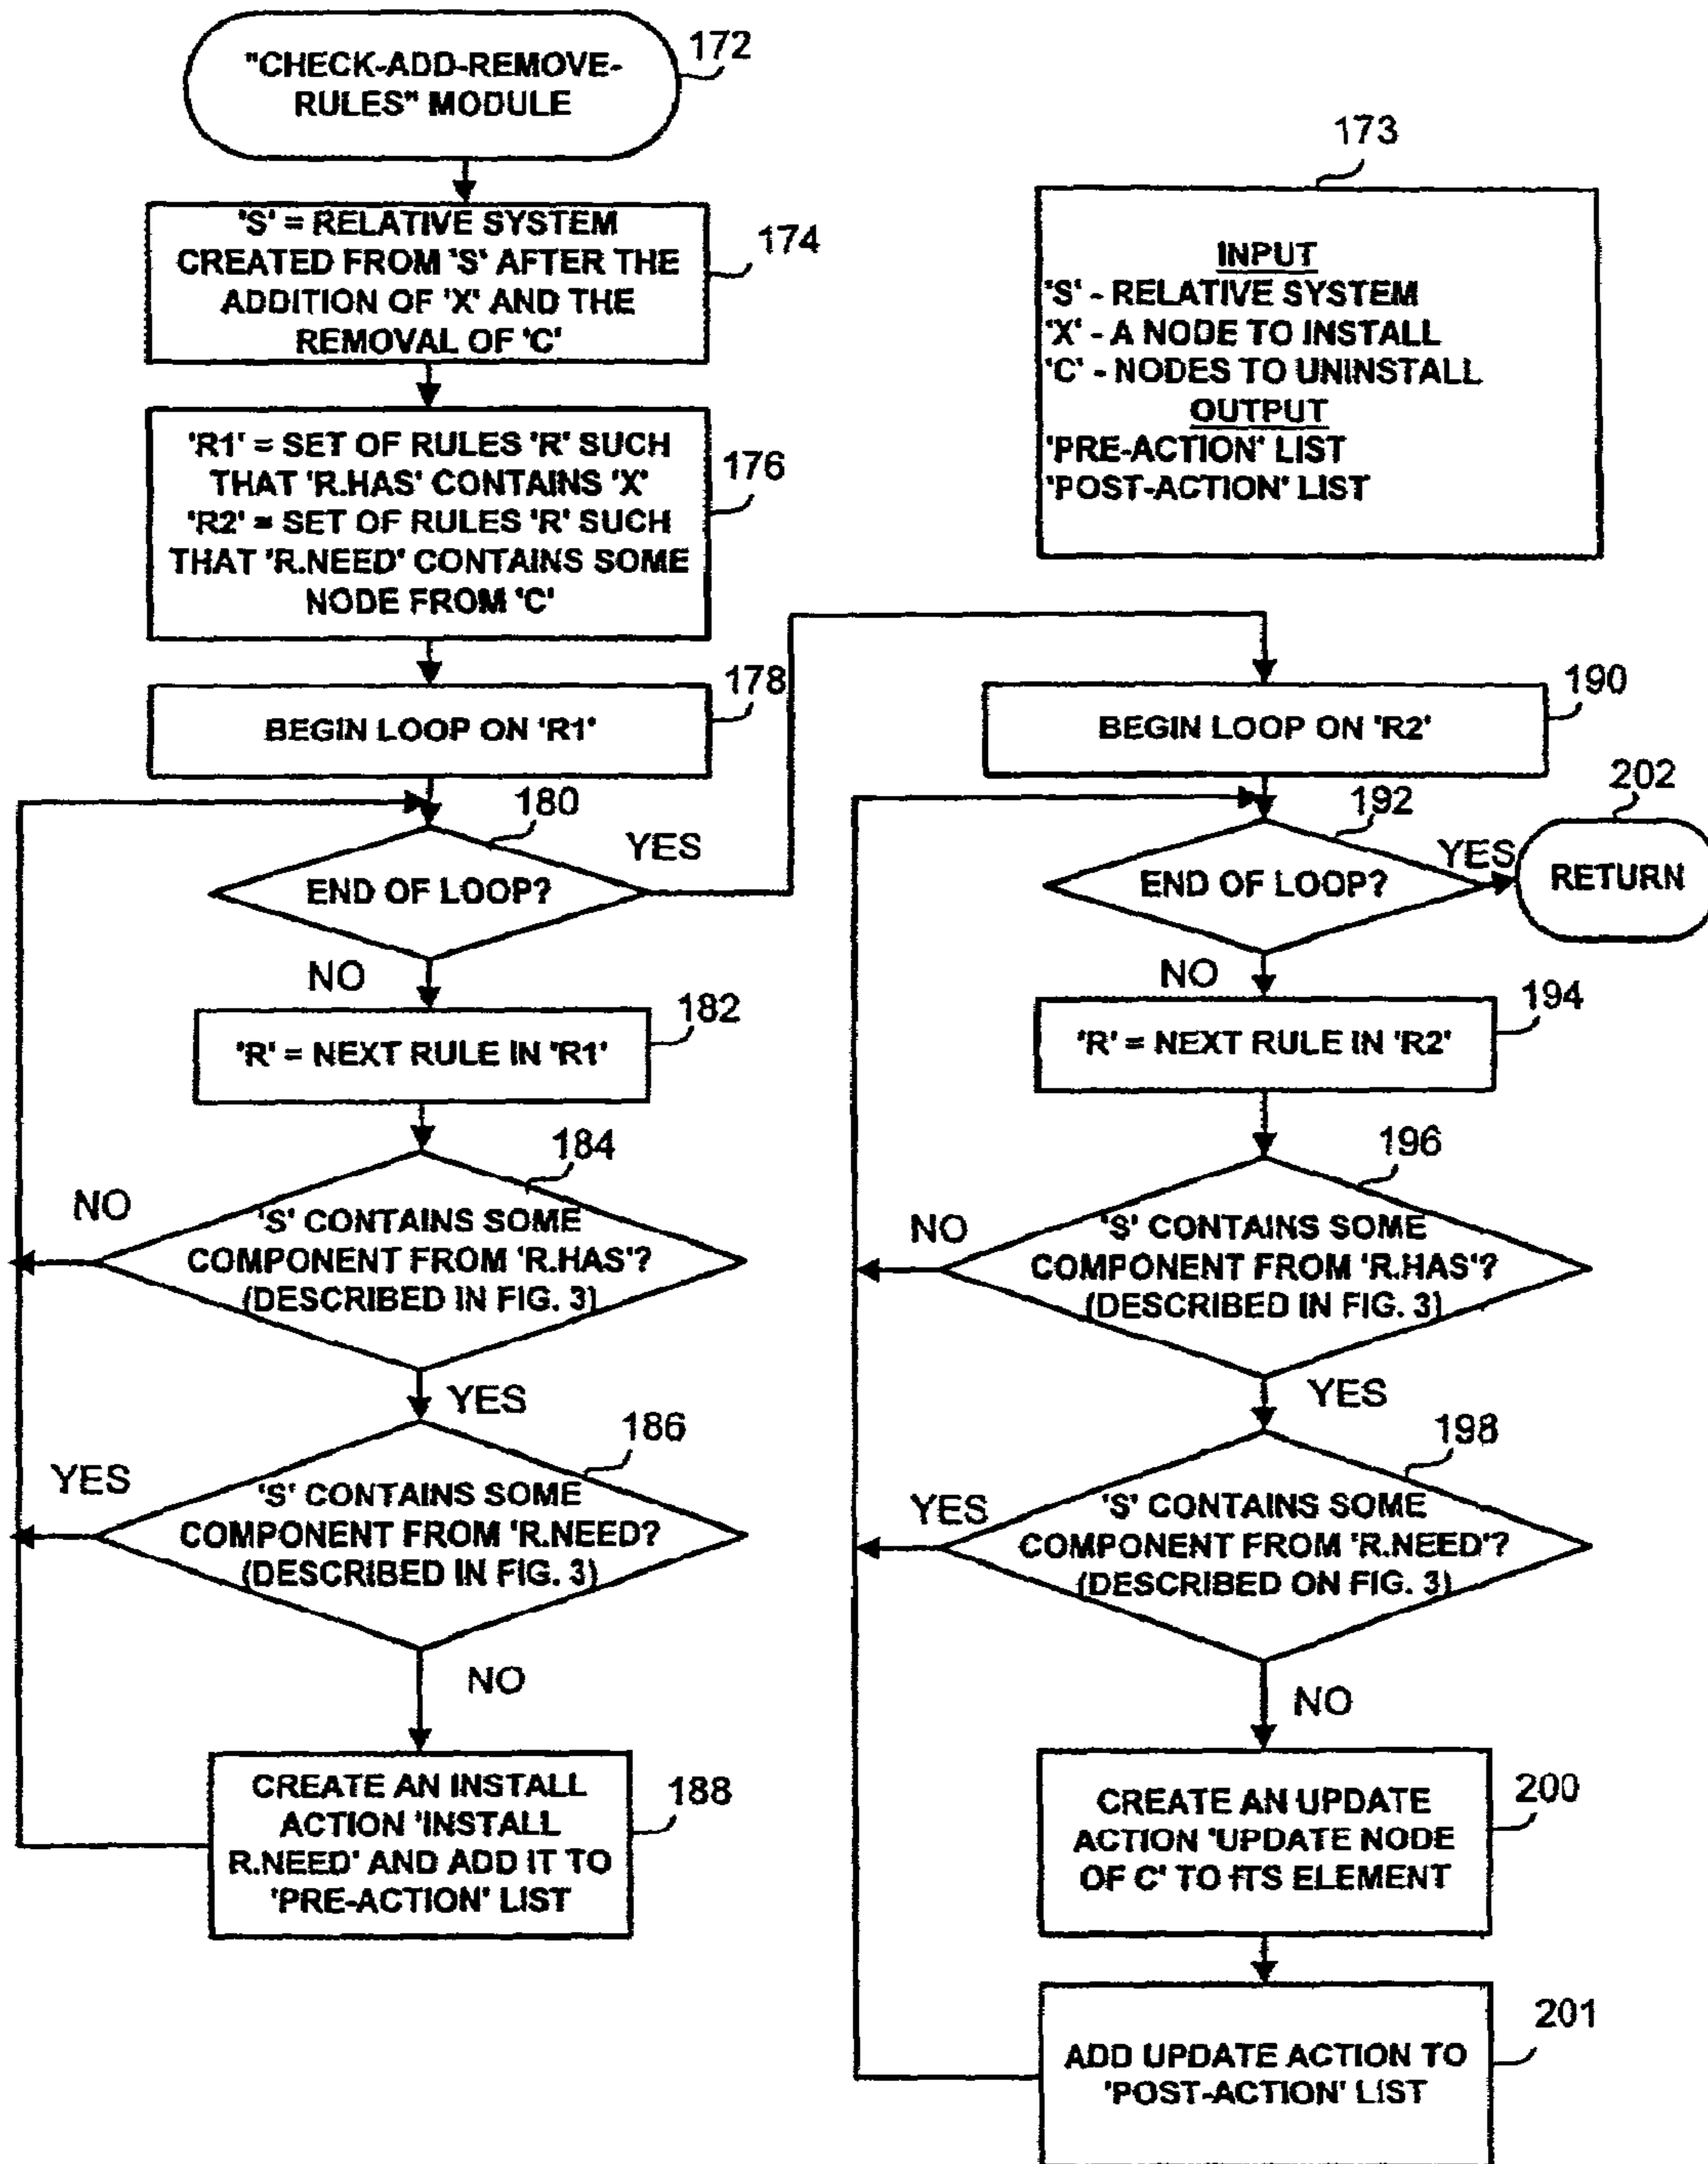 "CHECK-ADD-REMOVE-
RULES" MODULE
172
'S' = RELATIVE SYSTEM
CREATED FROM 'S' AFTER THE
ADDITION OF 'X' AND THE
REMOVAL OF 'C'
174
'R1' = SET OF RULES 'R' SUCH
THAT 'R.HAS' CONTAINS 'X'
'R2' = SET OF RULES 'R' SUCH
THAT 'R.NEED' CONTAINS SOME
NODE FROM 'C'
176
BEGIN LOOP ON 'R1'
178
180
END OF LOOP?
YES
NO
'R' = NEXT RULE IN 'R1'
182
184
'S' CONTAINS SOME
COMPONENT FROM 'R.HAS'?
(DESCRIBED IN FIG. 3)
NO
YES
186
'S' CONTAINS SOME
COMPONENT FROM 'R.NEED?
(DESCRIBED IN FIG. 3)
YES
NO
CREATE AN INSTALL
ACTION 'INSTALL
R.NEED' AND ADD IT TO
'PRE-ACTION' LIST
188
173
INPUT
'S' - RELATIVE SYSTEM
'X' - A NODE TO INSTALL
'C' - NODES TO UNINSTALL
OUTPUT
'PRE-ACTION' LIST
'POST-ACTION' LIST
BEGIN LOOP ON 'R2'
190
192
END OF LOOP?
YES
202
RETURN
NO
'R' = NEXT RULE IN 'R2'
194
196
'S' CONTAINS SOME
COMPONENT FROM 'R.HAS'?
(DESCRIBED IN FIG. 3)
NO
YES
198
'S' CONTAINS SOME
COMPONENT FROM 'R.NEED'?
(DESCRIBED ON FIG. 3)
YES
NO
CREATE AN UPDATE
ACTION 'UPDATE NODE
OF C' TO ITS ELEMENT
200
ADD UPDATE ACTION TO
'POST-ACTION' LIST
201